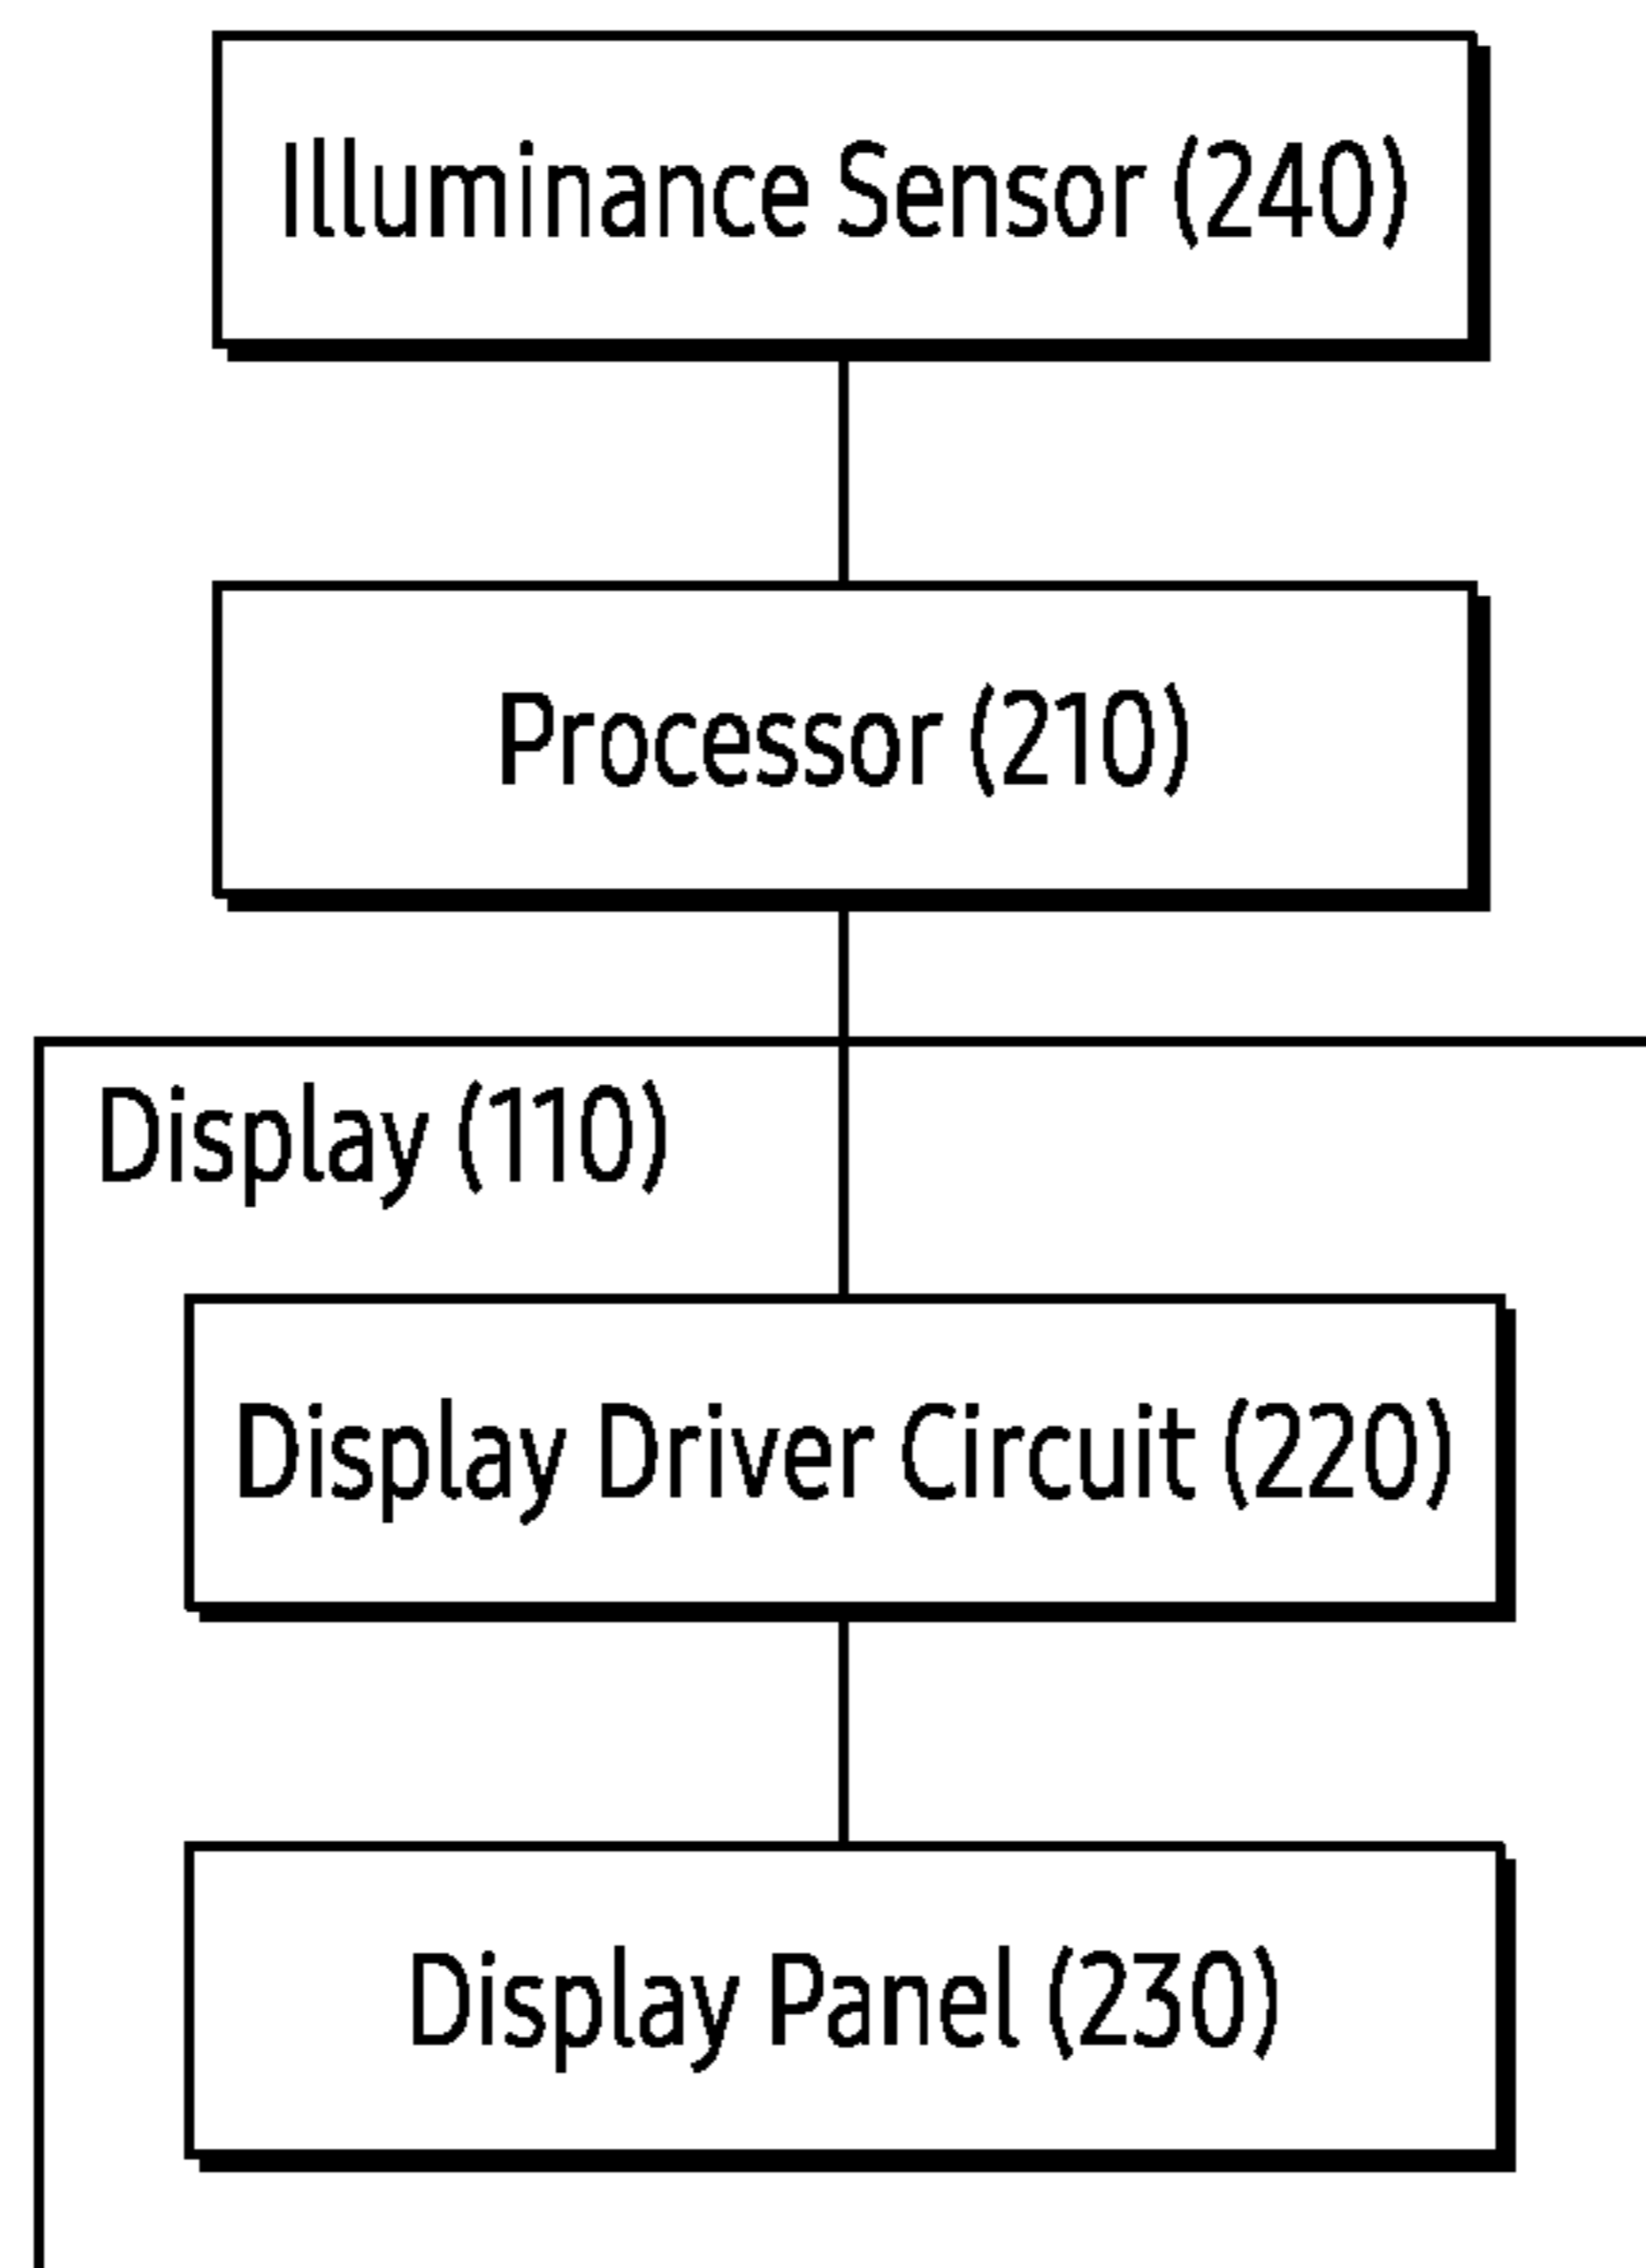 Illuminance Sensor (240)
Processor (210)
Display (110)
Display Driver Circuit (220)
Display Panel (230)